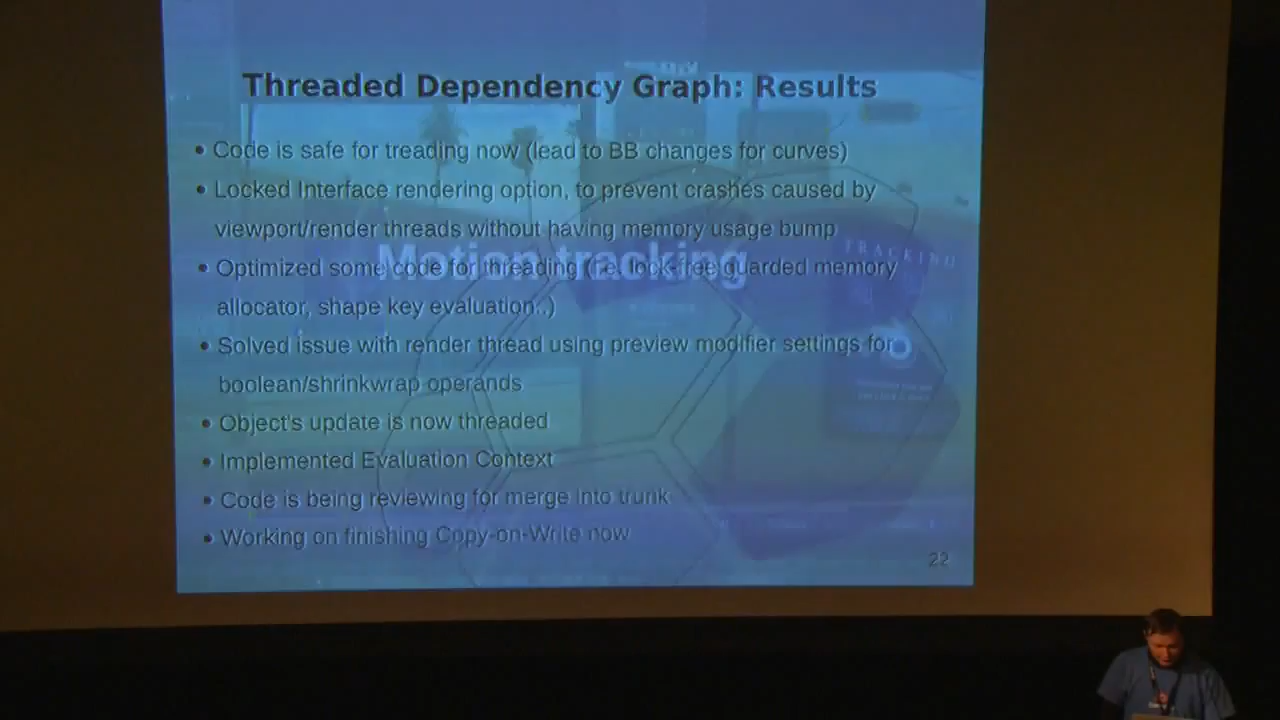 Threaded Dependency Graph: Results
• Code is safe for treading now (lead to BB changes for curves)
• Locked Interface rendering option, to prevent crashes caused by
viewport/render threads without having memory usage bump
Motion tracking
TRACKING
• Optimized some code for threading (i.e. lock-free guarded memory
allocator, shape key evaluation..)
• Solved issue with render thread using preview modifier settings for
boolean/shrinkwrap operands
• Object's update is now threaded
• Implemented Evaluation Context
• Code is being reviewing for merge into trunk
• Working on finishing Copy-on-Write now
22